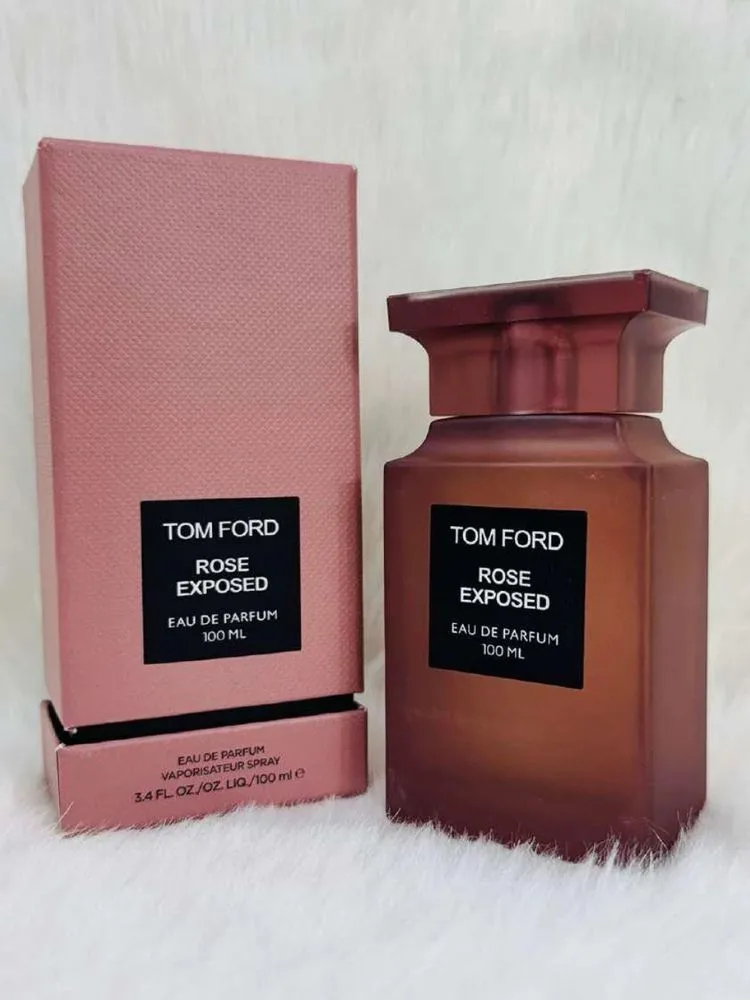 TOM FORD
ROSE
EXPOSED
EAU DE PARFUM
100 ML
EAU DE PARFUM
VAPORISATEUR SPRAY
3.4 FL. OZ./OZ. LIQ./100 ml ℮
TOM FORD
ROSE
EXPOSED
EAU DE PARFUM
100 ML